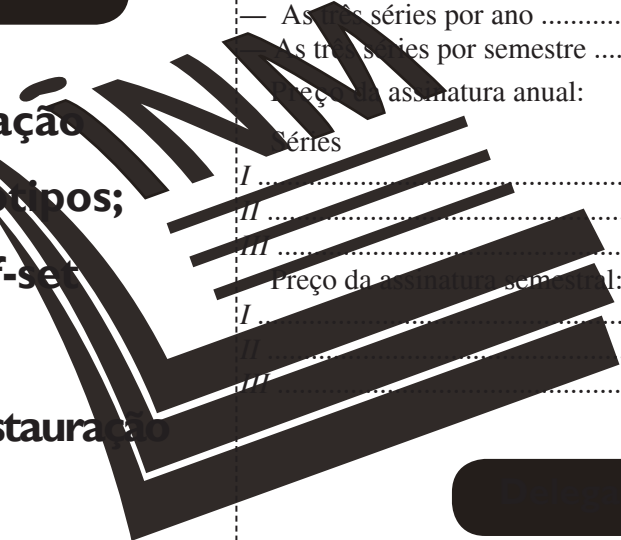 ação
tipos;
f-set
stauração
ÍNM
— As três séries por ano ............
— As três séries por semestre ....
Preço da assinatura anual:
Séries
I ..................................................
II ................................................
III ...............................................
Preço da assinatura semestral:
I ..................................................
II ................................................
III ...............................................